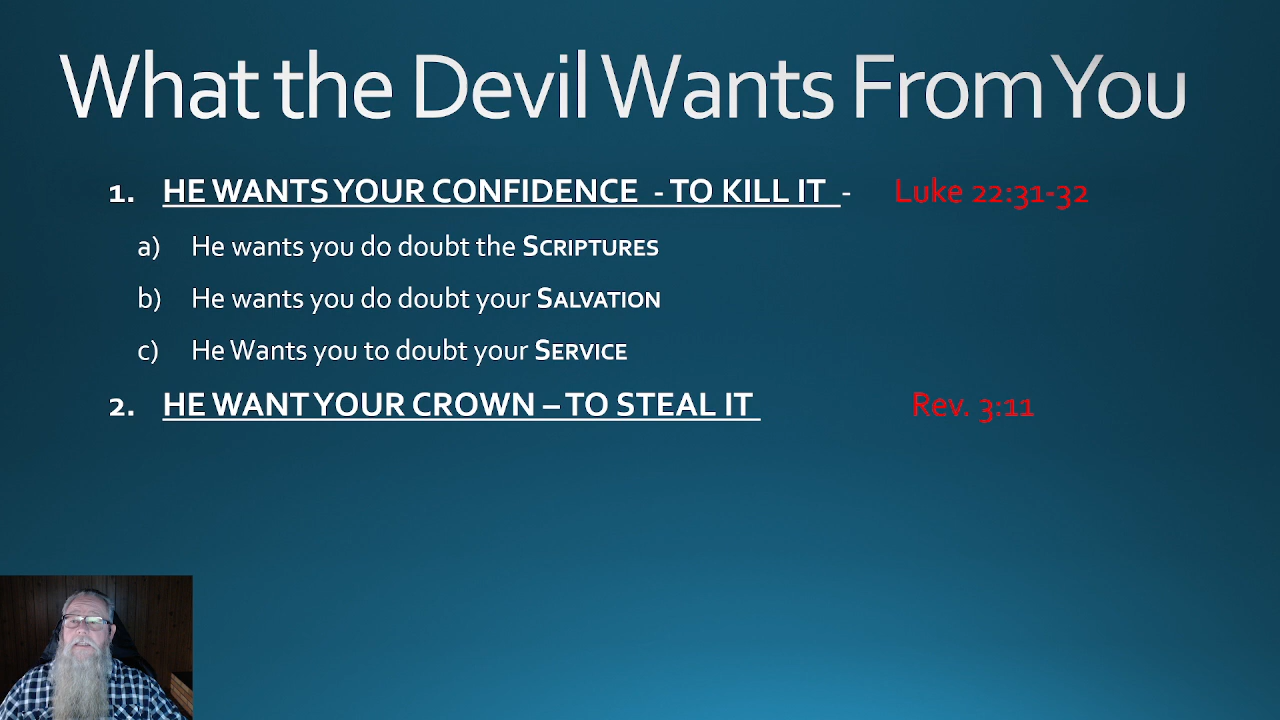 What the Devil Wants From You
1. HE WANTS YOUR CONFIDENCE - TO KILL IT - Luke 22:31-32
a) He wants you do doubt the SCRIPTURES
b) He wants you do doubt your SALVATION
c) He Wants you to doubt your SERVICE
2. HE WANT YOUR CROWN – TO STEAL IT Rev. 3:11